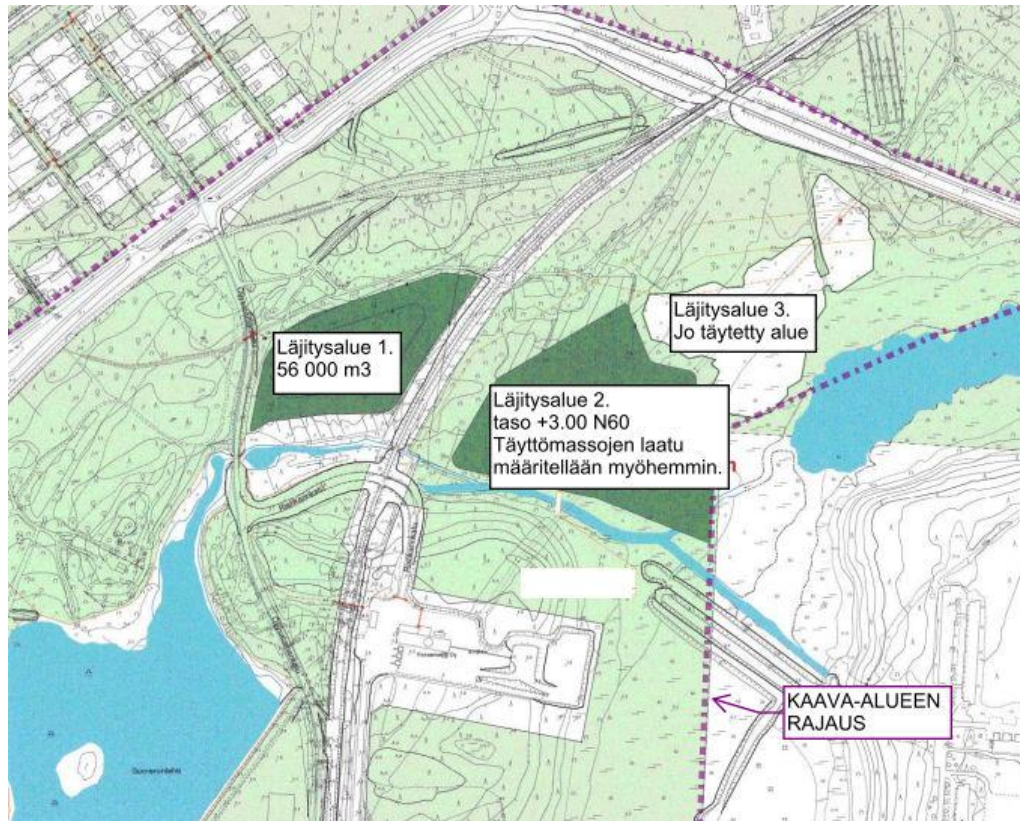 Läjitysalue 1.
56 000 m3
Läjitysalue 3.
Jo täytetty alue
Läjitysalue 2.
taso +3.00 N60
Täyttömassojen laatu
määritellään myöhemmin.
KAAVA-ALUEEN
RAJAUS